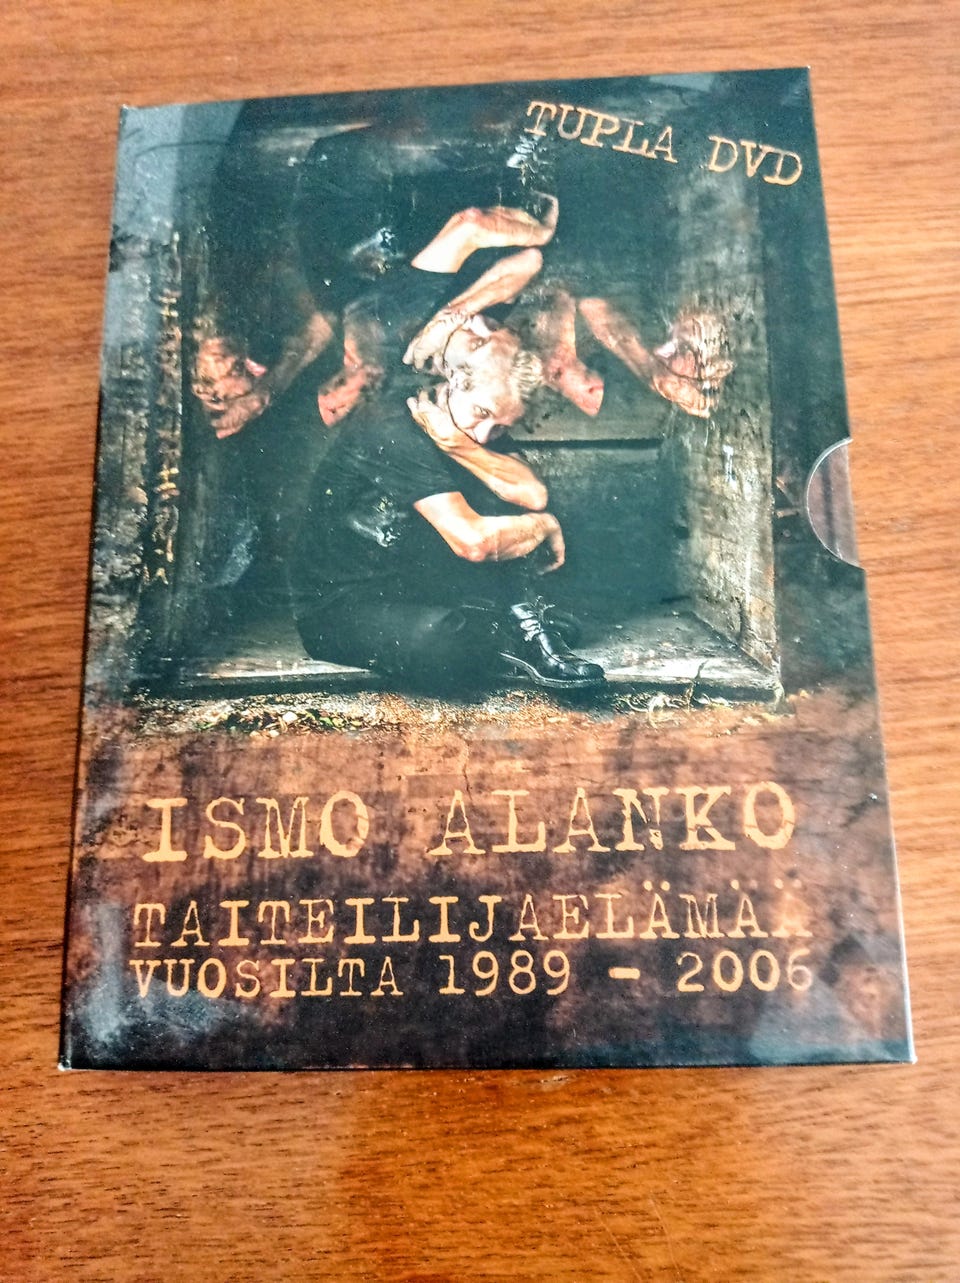 TUPLA DVD
ISMO ALANKO
TAITEILIJAELÄMÄÄ
VUOSILTA 1989 - 2006